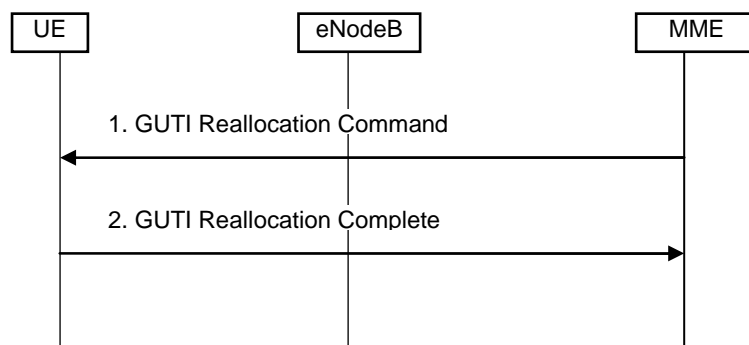 UE
eNodeB
MME
1. GUTI Reallocation Command
2. GUTI Reallocation Complete